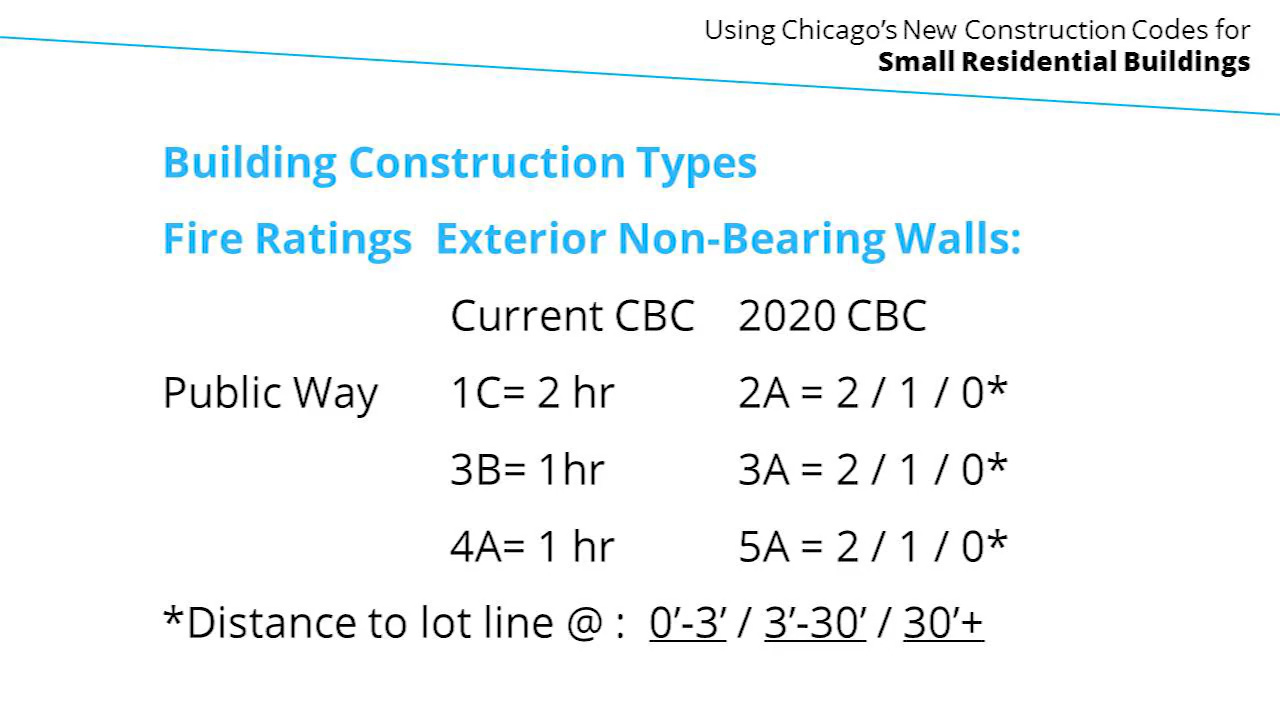 Using Chicago’s New Construction Codes for
Small Residential Buildings
Building Construction Types
Fire Ratings Exterior Non-Bearing Walls:
Current CBC 2020 CBC
Public Way 1C= 2 hr 2A = 2 / 1 / 0*
3B= 1hr 3A = 2 / 1 / 0*
4A= 1 hr 5A = 2 / 1 / 0*
*Distance to lot line @ : 0’-3’ / 3’-30’ / 30’+